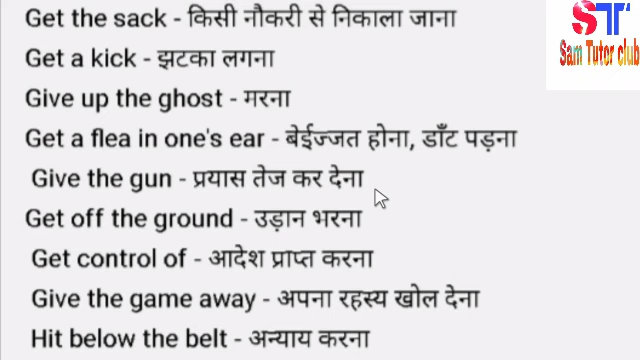 Get the sack - किसी नौकरी से निकाला जाना
ST
Sam Tutor club
Get a kick - झटका लगना
Give up the ghost - मरना
Get a flea in one's ear - बेईज्जत होना, डाँट पड़ना
Give the gun - प्रयास तेज कर देना
Get off the ground - उड़ान भरना
Get control of - आदेश प्राप्त करना
Give the game away - अपना रहस्य खोल देना
Hit below the belt - अन्याय करना